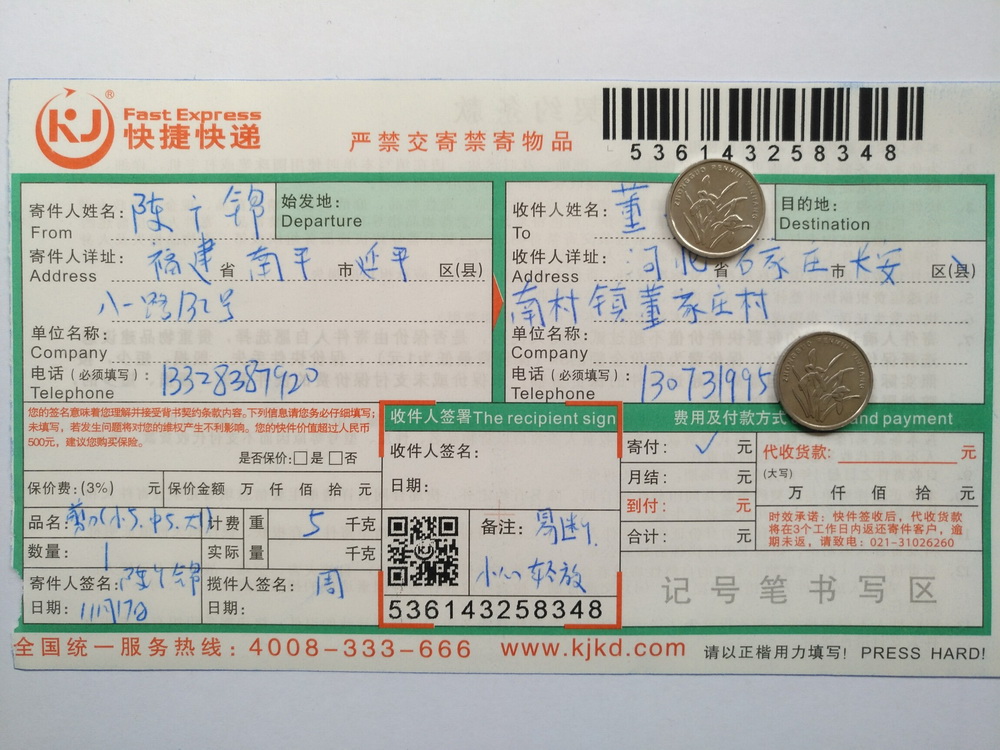 KJ ® Fast Express
快捷快递
严禁交寄禁寄物品
536143258348
寄件人姓名: 陈 锦
From
始发地:
Departure
寄件人详址: 福建 省 南平 市 延平 区(县)
Address
八一路132号
单位名称:
Company
电话(必须填写): 13328387920
Telephone
收件人姓名: 董
To
目的地:
Destination
收件人详址: 河北 省 石家庄 市 长安 区(县)
Address
南村镇董家庄村
单位名称:
Company
电话(必须填写): 130731995
Telephone
您的签名意味着您理解并接受背书契约的条款内容。下列信息请您务必仔细填写;
未填写,若发生问题将对您的维权产生不利影响。您的快件价值超过人民币
500元,建议您购买保险。
是否保价:□是 □否
保价费:(3%) 元 保价金额 万 仟 佰 拾 元
品名: 剪刀(小5.中5.大1)
数量: 1
计费 重 5 千克
实际 量 千克
寄件人签名: 陈 锦
日期: 11月17日
揽件人签名: 周
日期:
收件人签署The recipient sign
收件人签名:
日期:
KJ
备注: 易断.
小心轻放
536143258348
费用及付款方式 and payment
寄付: ✓ 元
月结: 元
到付: 元
合计: 元
代收货款: 元
(大写)
万 仟 佰 拾 元
时效承诺:快件签收后,代收货款
将在3个工作日内返还寄件客户,逾
期未返,请致电:021-31026260
记号笔书写区
全国统一服务热线:4008-333-666 www.kjkd.com 请以正楷用力填写! PRESS HARD!